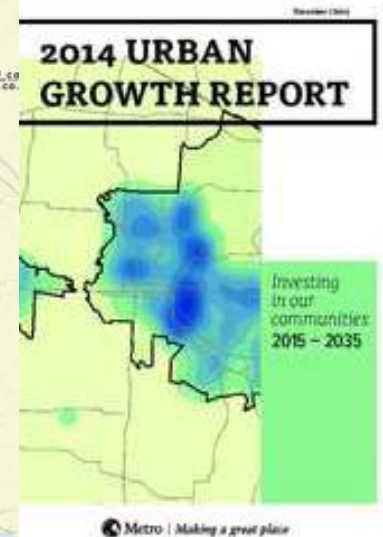 2014 URBAN
GROWTH REPORT
Investing
in our
communities
2015 – 2035
Metro | Making a great place